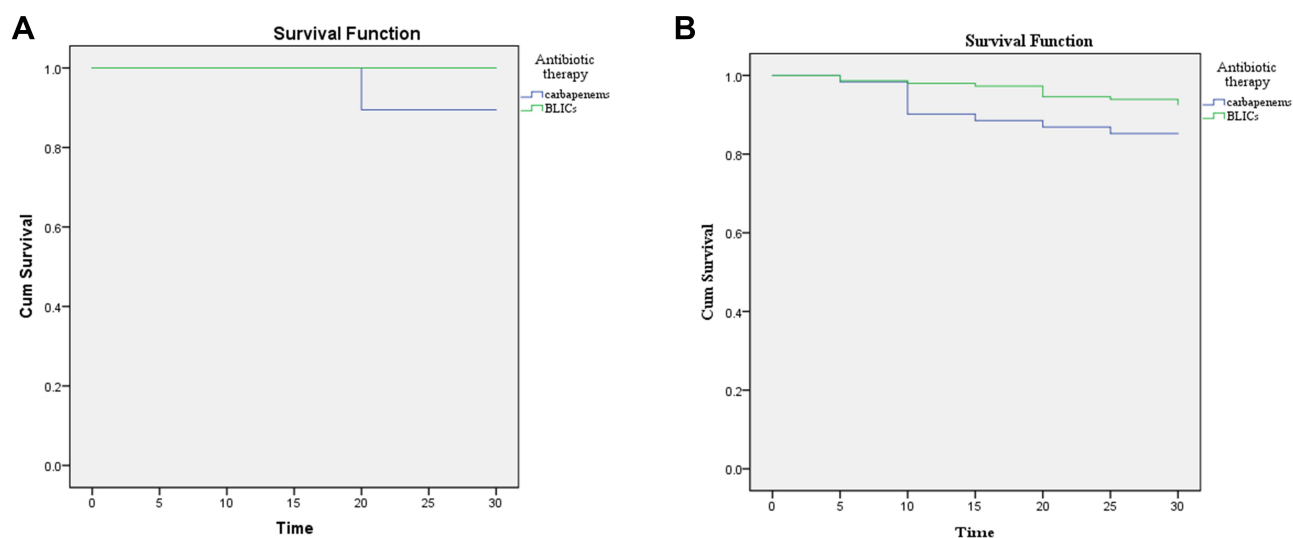 A
Survival Function
Antibiotic
therapy
carbapenems
BLICs
1.0
0.8
0.6
0.4
0.2
0.0
Cum Survival
0 5 10 15 20 25 30
Time
B
Survival Function
Antibiotic
therapy
carbapenems
BLICs
1.0
0.8
0.6
0.4
0.2
0.0
Cum Survival
0 5 10 15 20 25 30
Time